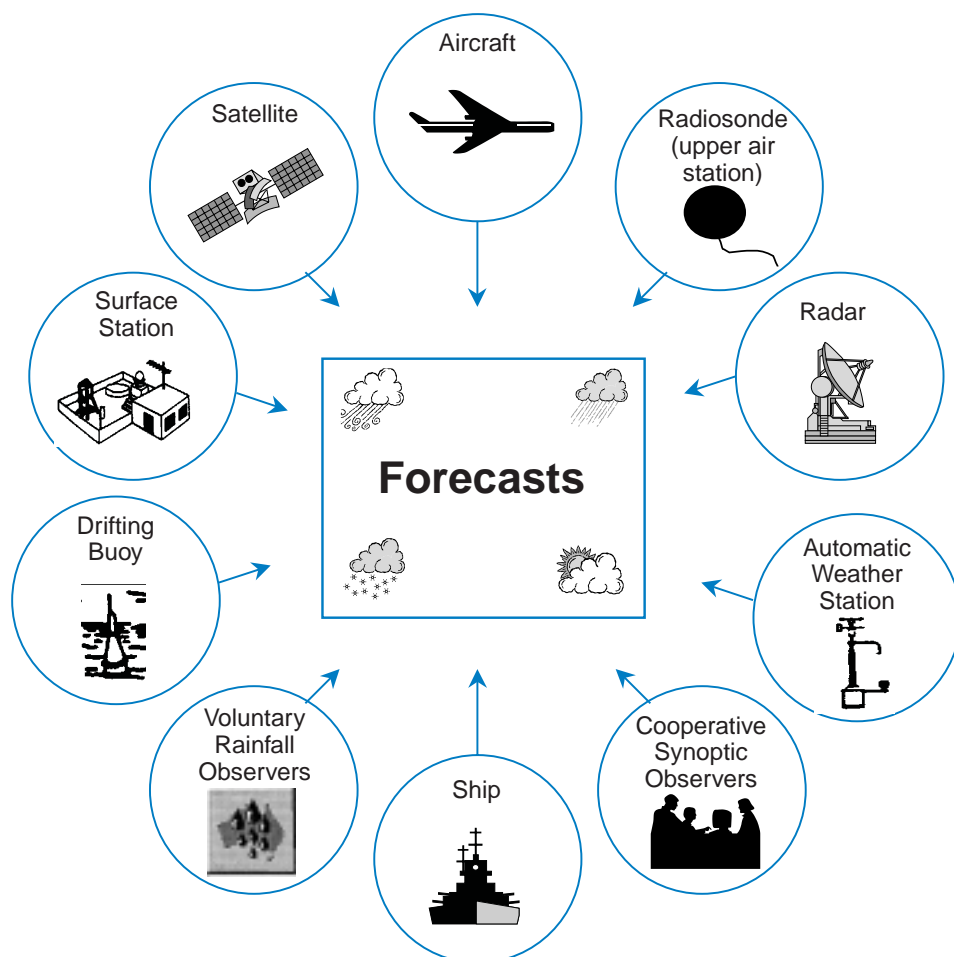 Aircraft
Satellite
Radiosonde
(upper air
station)
Surface
Station
Radar
Forecasts
Drifting
Buoy
Automatic
Weather
Station
Voluntary
Rainfall
Observers
Ship
Cooperative
Synoptic
Observers